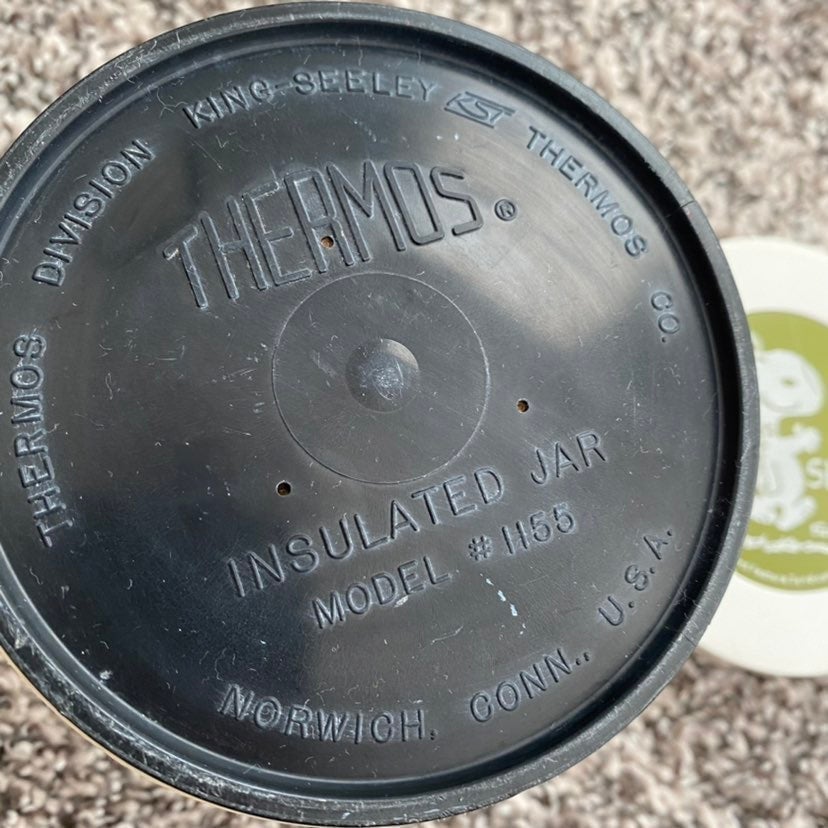 THERMOS DIVISION KING-SEELEY KST THERMOS CO.
THERMOS®
INSULATED JAR
MODEL #1155
NORWICH, CONN., U.S.A.